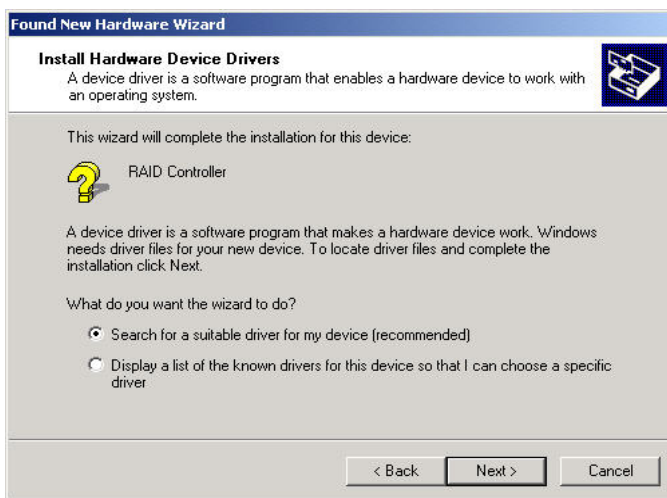 Found New Hardware Wizard
Install Hardware Device Drivers
A device driver is a software program that enables a hardware device to work with
an operating system.
This wizard will complete the installation for this device:
RAID Controller
A device driver is a software program that makes a hardware device work. Windows
needs driver files for your new device. To locate driver files and complete the
installation click Next.
What do you want the wizard to do?
Search for a suitable driver for my device (recommended)
Display a list of the known drivers for this device so that I can choose a specific
driver
< Back Next > Cancel